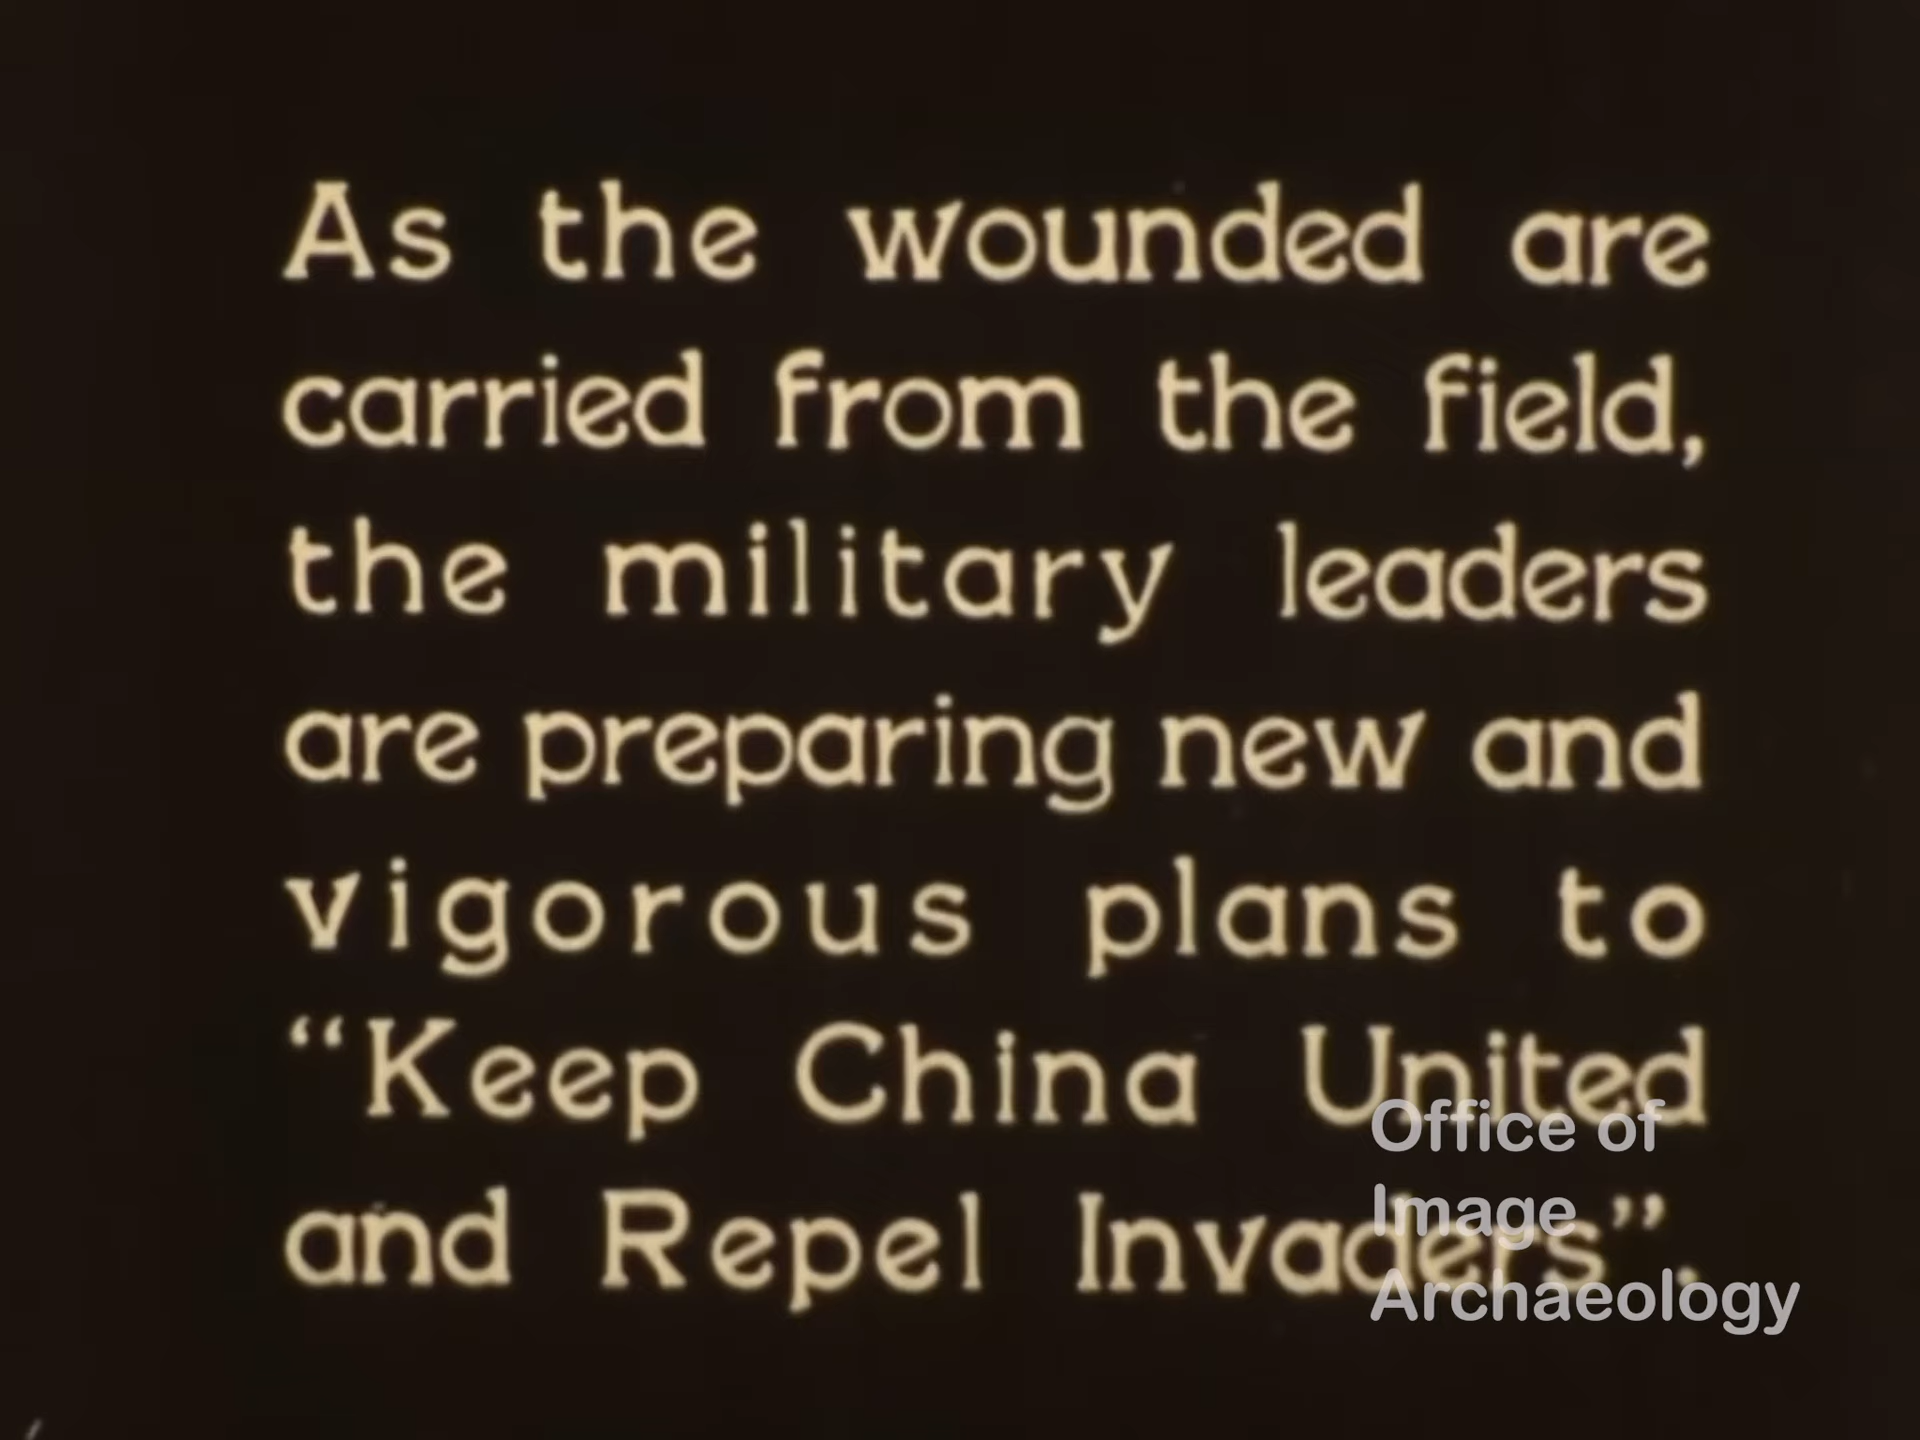 As the wounded are
carried from the field,
the military leaders
are preparing new and
vigorous plans to
“Keep China United
and Repel Invaders”.
Office of
Image
Archaeology